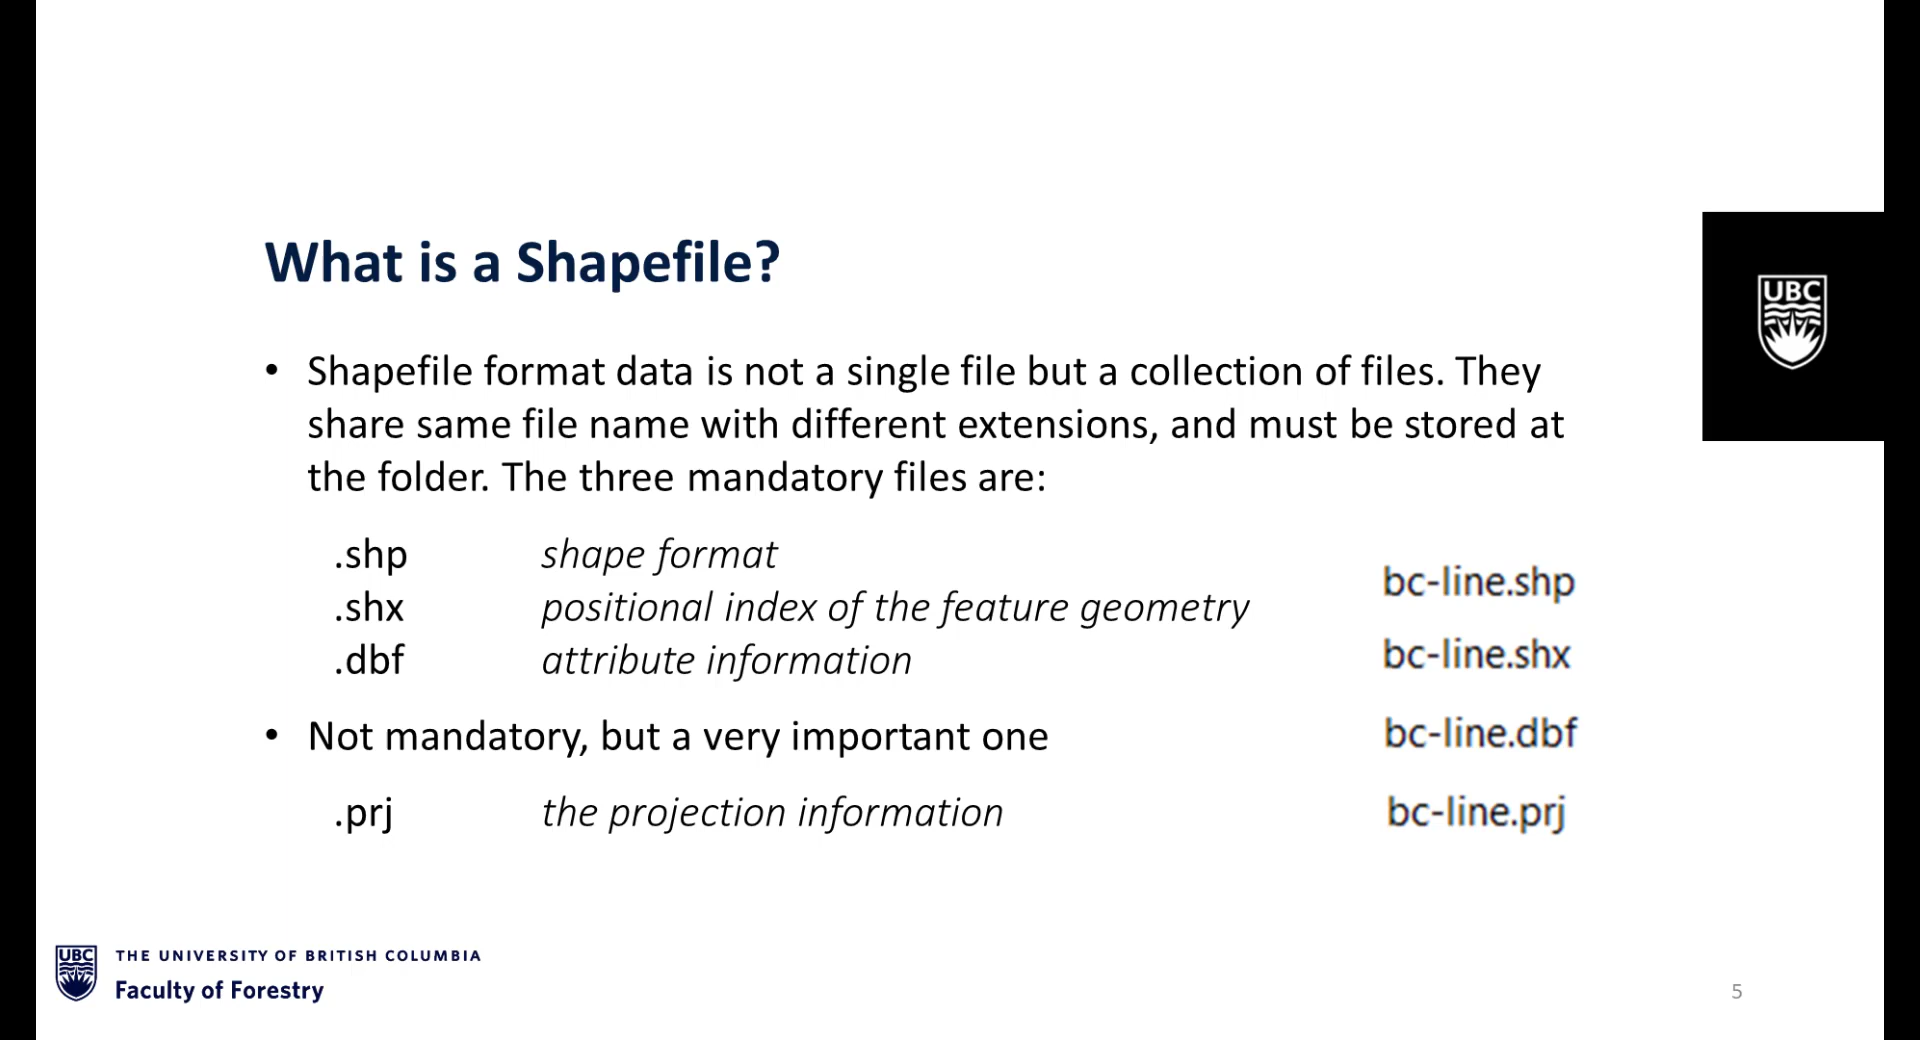 What is a Shapefile?
UBC
• Shapefile format data is not a single file but a collection of files. They
share same file name with different extensions, and must be stored at
the folder. The three mandatory files are:
.shp shape format
.shx positional index of the feature geometry
.dbf attribute information
• Not mandatory, but a very important one
.prj the projection information
bc-line.shp
bc-line.shx
bc-line.dbf
bc-line.prj
UBC
THE UNIVERSITY OF BRITISH COLUMBIA
Faculty of Forestry
5